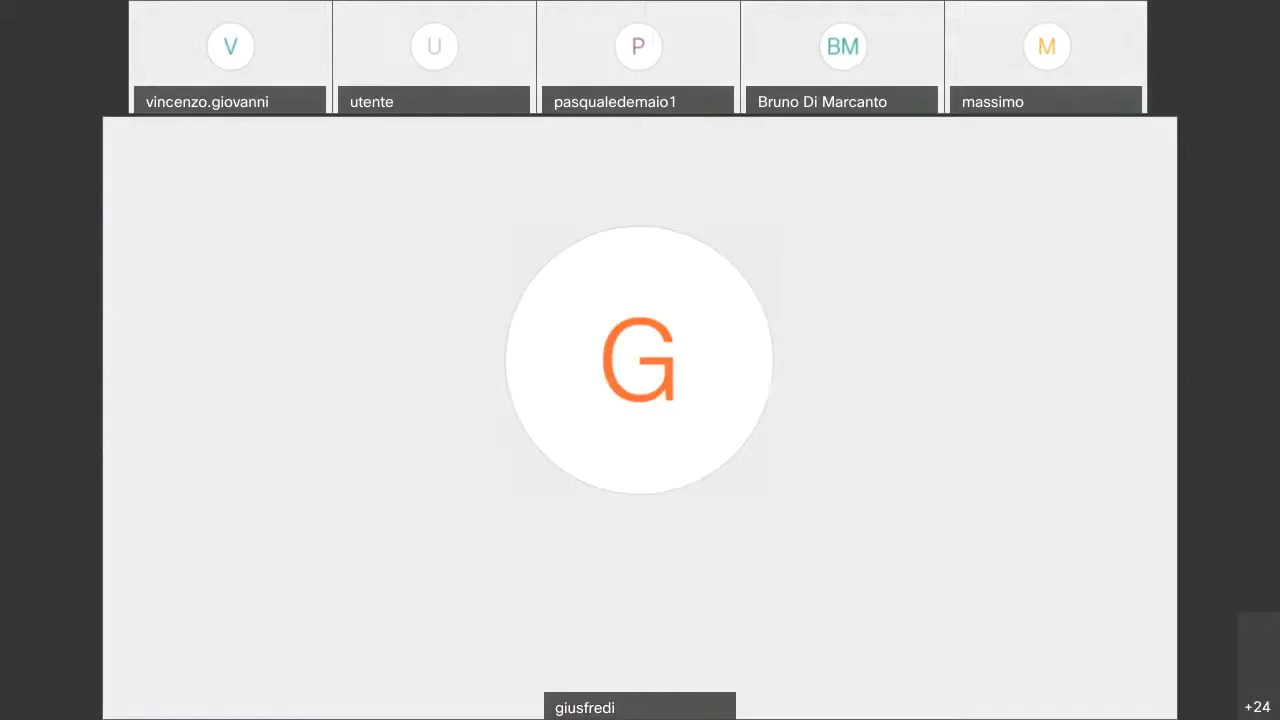 V
U
P
BM
M
vincenzo.giovanni
utente
pasqualedemaio1
Bruno Di Marcanto
massimo
G
giusfredi
+24